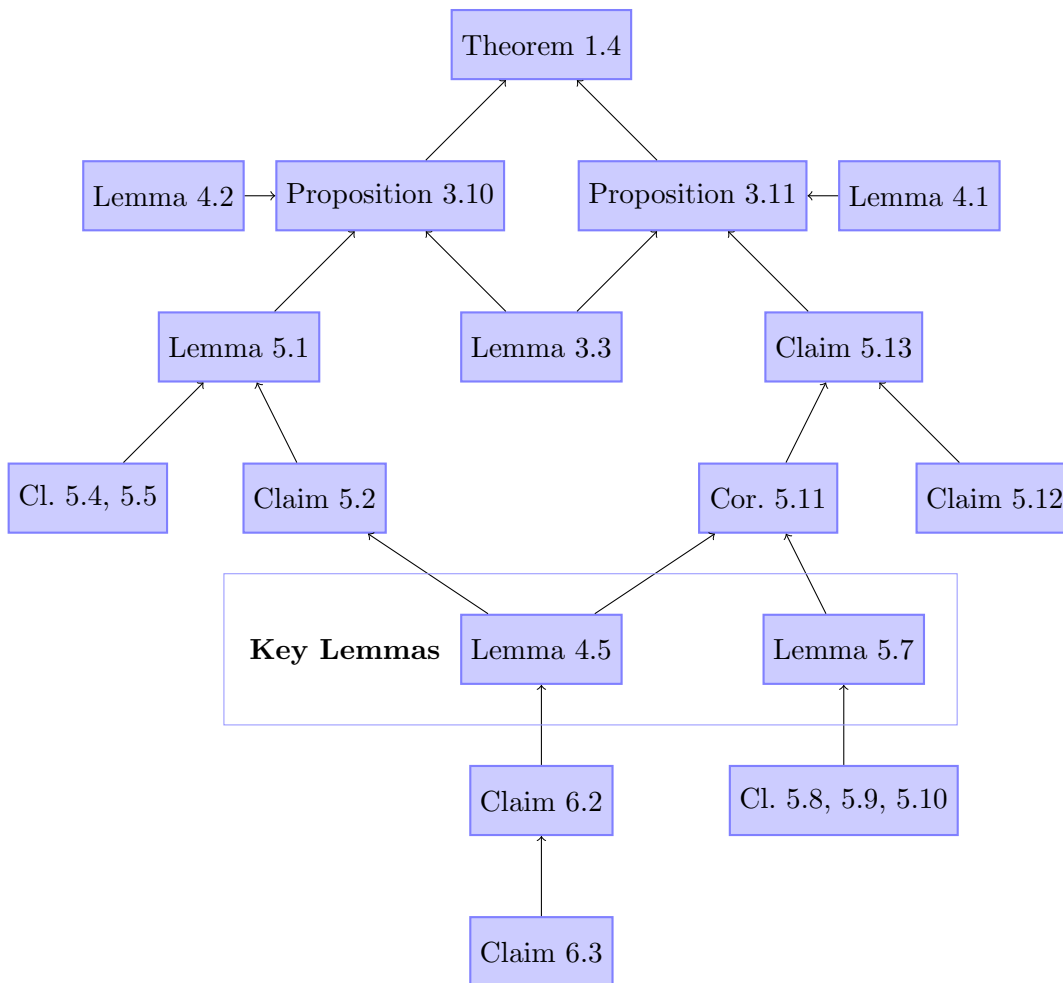 Theorem 1.4
Lemma 4.2
Proposition 3.10
Proposition 3.11
Lemma 4.1
Lemma 5.1
Lemma 3.3
Claim 5.13
Cl. 5.4, 5.5
Claim 5.2
Cor. 5.11
Claim 5.12
Key Lemmas
Lemma 4.5
Lemma 5.7
Claim 6.2
Cl. 5.8, 5.9, 5.10
Claim 6.3